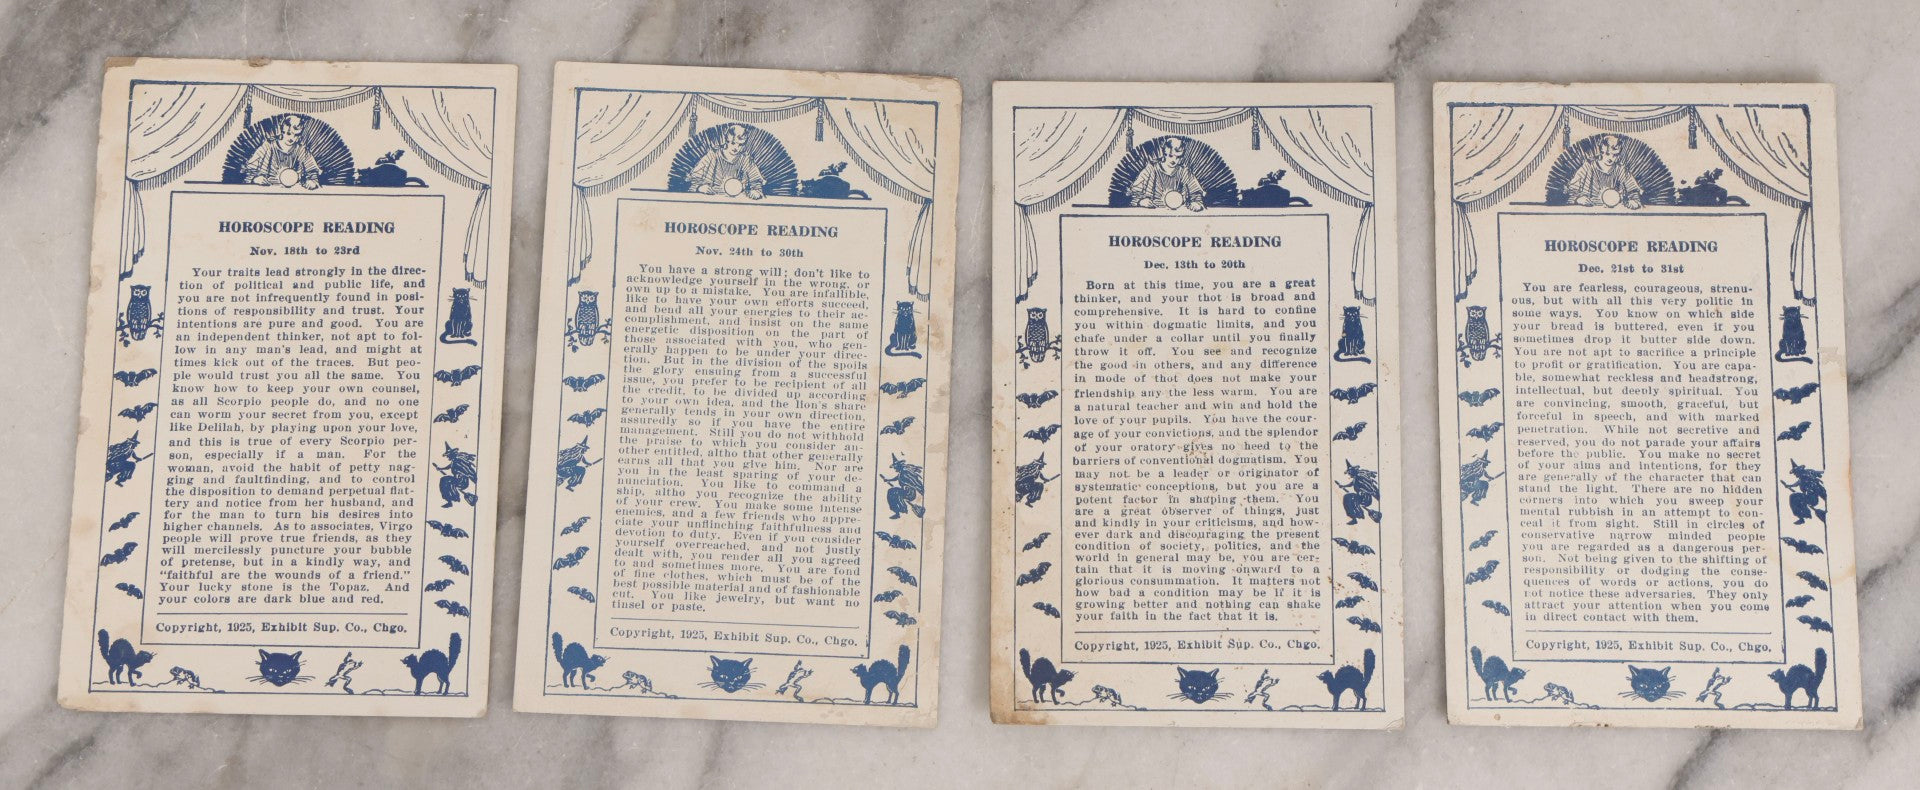 HOROSCOPE READING
Nov. 18th to 23rd
Your traits lead strongly in the direc-
tion of political and public life, and
you are not infrequently found in posi-
tions of responsibility and trust. Your
intentions are pure and good. You are
an independent thinker, not apt to fol-
low in any man's lead, and might at
times kick out of the traces. But peo-
ple would trust you all the same. You
know how to keep your own counsel,
as all Scorpio people do, and no one
can worm your secret from you, except
like Delilah, by playing upon your love,
and this is true of every Scorpio per-
son, especially if a man. For the
woman, avoid the habit of petty nag-
ging and faultfinding, and to control
the disposition to demand perpetual flat-
tery and notice from her husband, and
for the man to turn his desires into
higher channels. As to associates, Virgo
people will prove true friends, as they
will mercilessly puncture your bubble
of pretense, but in a kindly way, and
"faithful are the wounds of a friend."
Your lucky stone is the Topaz. And
your colors are dark blue and red.
Copyright, 1925, Exhibit Sup. Co., Chgo.
HOROSCOPE READING
Nov. 24th to 30th
You have a strong will; don't like to
acknowledge yourself in the wrong, or
own up to a mistake. You are infallible,
like to have your own efforts succeed,
and bend all your energies to their ac-
complishment, and insist on the same
energetic disposition on the part of
those associated with you, who gen-
erally happen to be under your direc-
tion. But in the division of the spoils
the glory ensuing from a successful
issue, you prefer to be recipient of all
the credit, to be divided up according
to your own idea, and the lion's share
generally tends in your own direction,
assuredly so if you have the entire
management. Still you do not withhold
the praise to which you consider an-
other entitled, altho that other generally
earns all that you give him. Nor are
you in the least sparing of your de-
nunciation. You like to command a
ship, altho you recognize the ability
of your crew. You make some intense
enemies, and a few friends who appre-
ciate your unflinching faithfulness and
devotion to duty. Even if you consider
yourself overreached, and not justly
dealt with, you render all you agreed
to and sometimes more. You are fond
of fine clothes, which must be of the
best possible material and of fashionable
cut. You like jewelry, but want no
tinsel or paste.
Copyright, 1925, Exhibit Sup. Co., Chgo.
HOROSCOPE READING
Dec. 13th to 20th
Born at this time, you are a great
thinker, and your thot is broad and
comprehensive. It is hard to confine
you within dogmatic limits, and you
chafe under a collar until you finally
throw it off. You see and recognize
the good in others, and any difference
in mode of thot does not make your
friendship any the less warm. You are
a natural teacher and win and hold the
love of your pupils. You have the cour-
age of your convictions, and the splendor
of your oratory gives no heed to the
barriers of conventional dogmatism. You
may not be a leader or originator of
systematic conceptions, but you are a
potent factor in shaping them. You
are a great observer of things, just
and kindly in your criticisms, and how-
ever dark and discouraging the present
condition of society, politics, and the
world in general may be, you are cer-
tain that it is moving onward to a
glorious consummation. It matters not
how bad a condition may be if it is
growing better and nothing can shake
your faith in the fact that it is.
Copyright, 1925, Exhibit Sup. Co., Chgo.
HOROSCOPE READING
Dec. 21st to 31st
You are fearless, courageous, strenu-
ous, but with all this very politic in
some ways. You know on which side
your bread is buttered, even if you
sometimes drop it butter side down.
You are not apt to sacrifice a principle
to profit or gratification. You are capa-
ble, somewhat reckless and headstrong,
intellectual, but deeply spiritual. You
are convincing, smooth, graceful, but
forceful in speech, and with marked
penetration. While not secretive and
reserved, you do not parade your affairs
before the public. You make no secret
of your aims and intentions, for they
are generally of the character that can
stand the light. There are no hidden
corners into which you sweep your
mental rubbish in an attempt to con-
ceal it from sight. Still in circles of
conservative narrow minded people
you are regarded as a dangerous per-
son. Not being given to the shifting of
responsibility or dodging the conse-
quences of words or actions, you do
not notice these adversaries. They only
attract your attention when you come
in direct contact with them.
Copyright, 1925, Exhibit Sup. Co., Chgo.